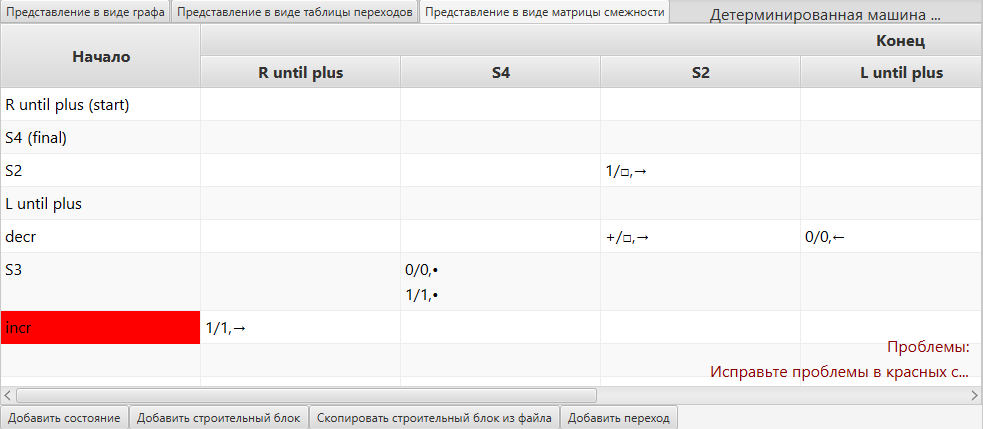 Представление в виде графа Представление в виде таблицы переходов Представление в виде матрицы смежности Детерминированная машина ...
Начало Конец
R until plus S4 S2 L until plus
R until plus (start)
S4 (final)
S2 1/□,→
L until plus
decr +/□,→ 0/0,←
S3 0/0,•
1/1,•
incr 1/1,→
Проблемы:
Исправьте проблемы в красных с...
Добавить состояние Добавить строительный блок Скопировать строительный блок из файла Добавить переход